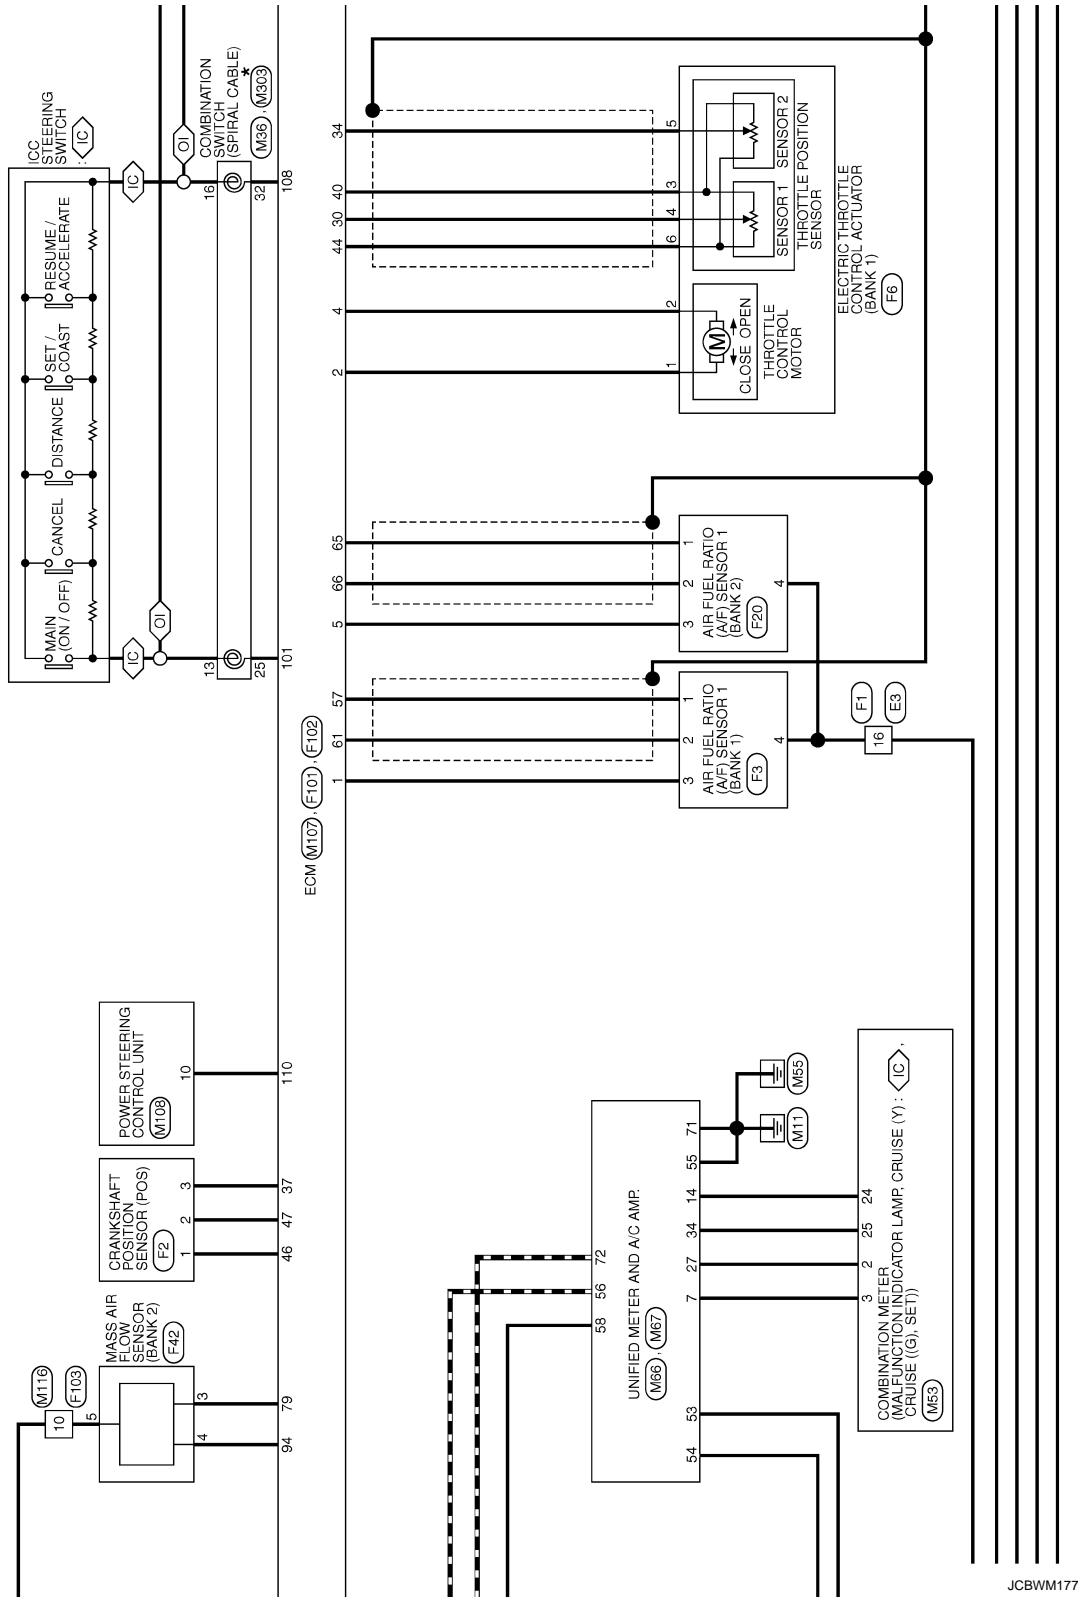 ICC
STEERING
SWITCH
: IC
MAIN
(ON / OFF)
CANCEL
DISTANCE
SET /
COAST
RESUME /
ACCELERATE
IC
IC
OI
OI
COMBINATION
SWITCH
(SPIRAL CABLE)
*
M36 , M303
13
16
25
32
101
108
34
40
30
44
4
2
5
3
4
6
2
1
SENSOR 1
SENSOR 2
THROTTLE POSITION
SENSOR
M
CLOSE
OPEN
THROTTLE
CONTROL
MOTOR
ELECTRIC THROTTLE
CONTROL ACTUATOR
(BANK 1)
F6
65
66
5
1
2
3
4
AIR FUEL RATIO
(A/F) SENSOR 1
(BANK 2)
F20
57
61
1
1
2
3
4
AIR FUEL RATIO
(A/F) SENSOR 1
(BANK 1)
F3
F1
E3
16
ECM M107 , F101 , F102
POWER STEERING
CONTROL UNIT
M108
10
110
CRANKSHAFT
POSITION
SENSOR (POS)
F2
1
2
3
46
47
37
MASS AIR
FLOW
SENSOR
(BANK 2)
F42
M116
F103
10
5
4
3
94
79
72
56
58
UNIFIED METER AND A/C AMP.
M66 , M67
54
53
7
27
34
14
55
71
M11
M55
3
2
25
24
COMBINATION METER
(MALFUNCTION INDICATOR LAMP, CRUISE (Y) : IC ,
CRUISE ((G), SET))
M53
JCBWM177